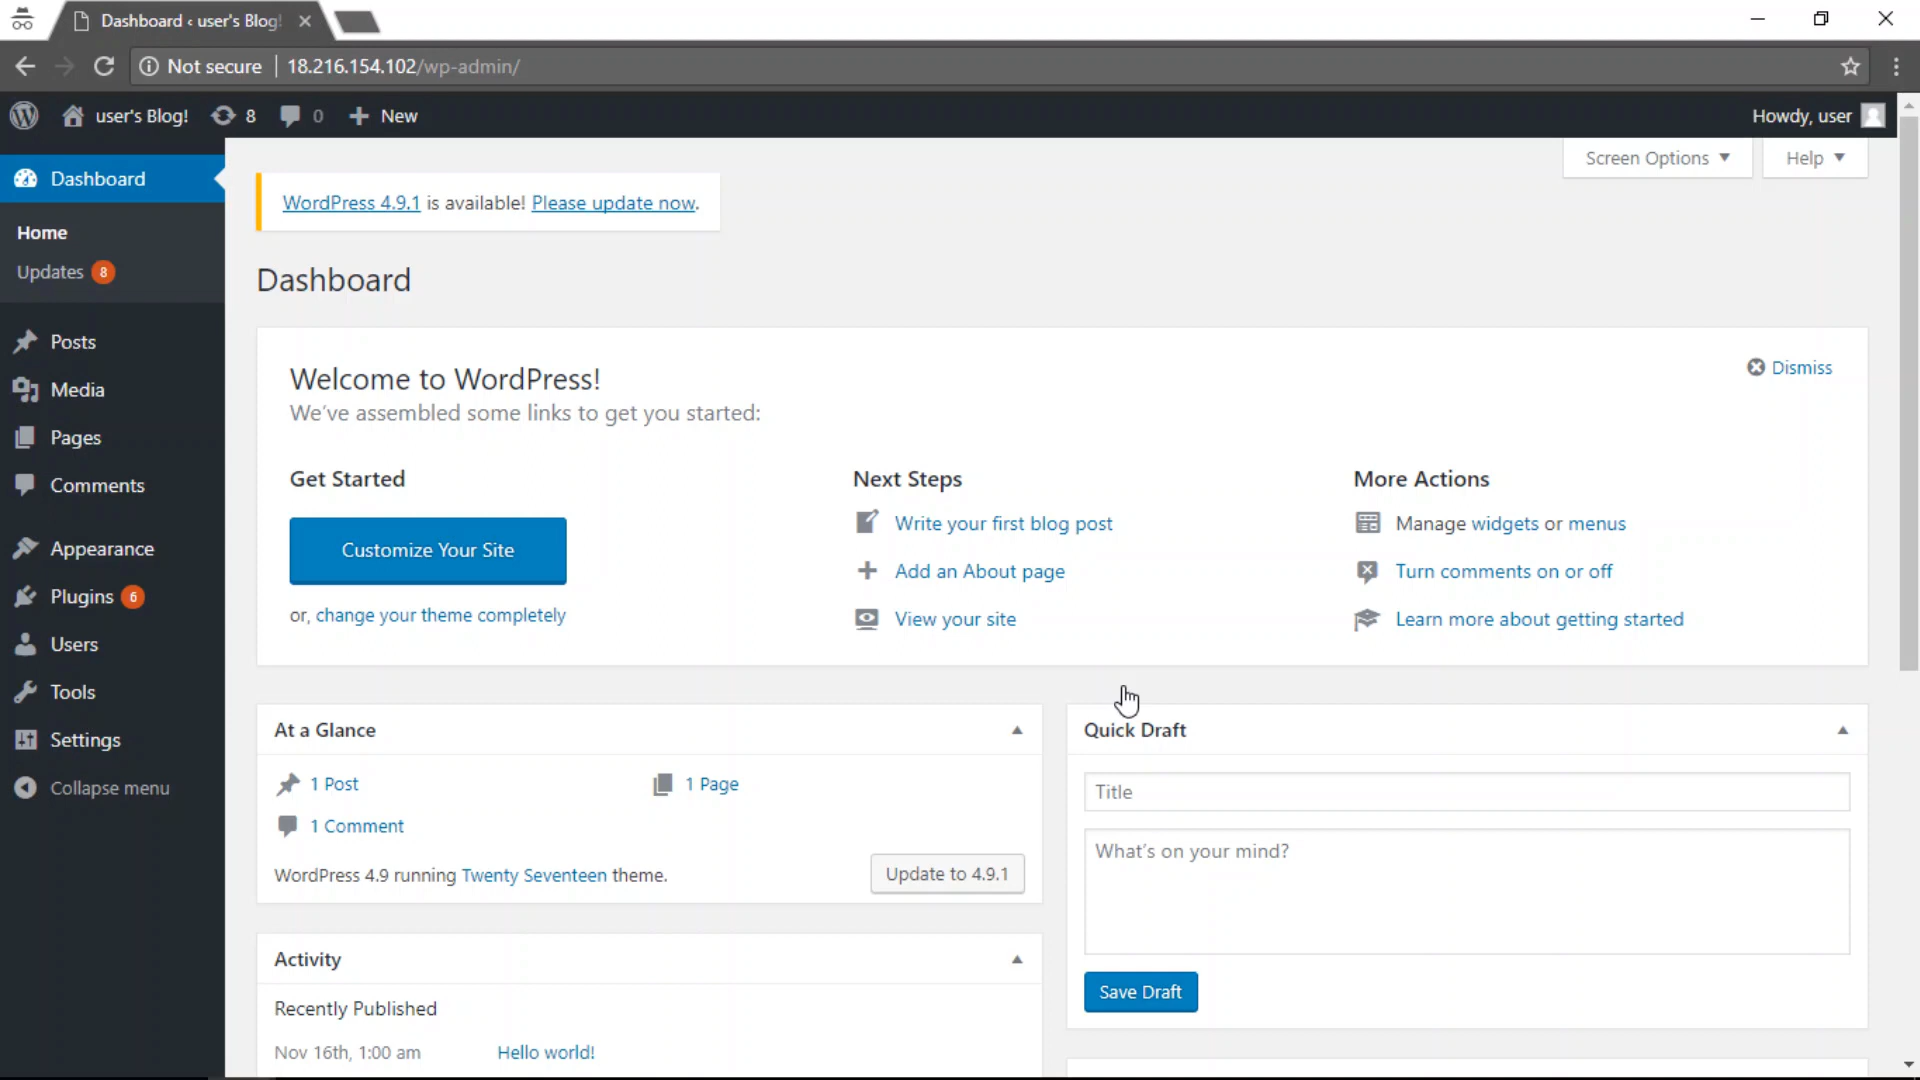 Dashboard ‹ user's Blog!
Not secure | 18.216.154.102/wp-admin/
user's Blog! 8 0 New
Howdy, user
Dashboard
Home
Updates 8
Posts
Media
Pages
Comments
Appearance
Plugins 6
Users
Tools
Settings
Collapse menu
Screen Options
Help
WordPress 4.9.1 is available! Please update now.
Dashboard
Welcome to WordPress!
We've assembled some links to get you started:
Dismiss
Get Started
Customize Your Site
or, change your theme completely
Next Steps
Write your first blog post
Add an About page
View your site
More Actions
Manage widgets or menus
Turn comments on or off
Learn more about getting started
At a Glance
1 Post
1 Page
1 Comment
WordPress 4.9 running Twenty Seventeen theme.
Update to 4.9.1
Activity
Recently Published
Nov 16th, 1:00 am Hello world!
Quick Draft
Title
What's on your mind?
Save Draft